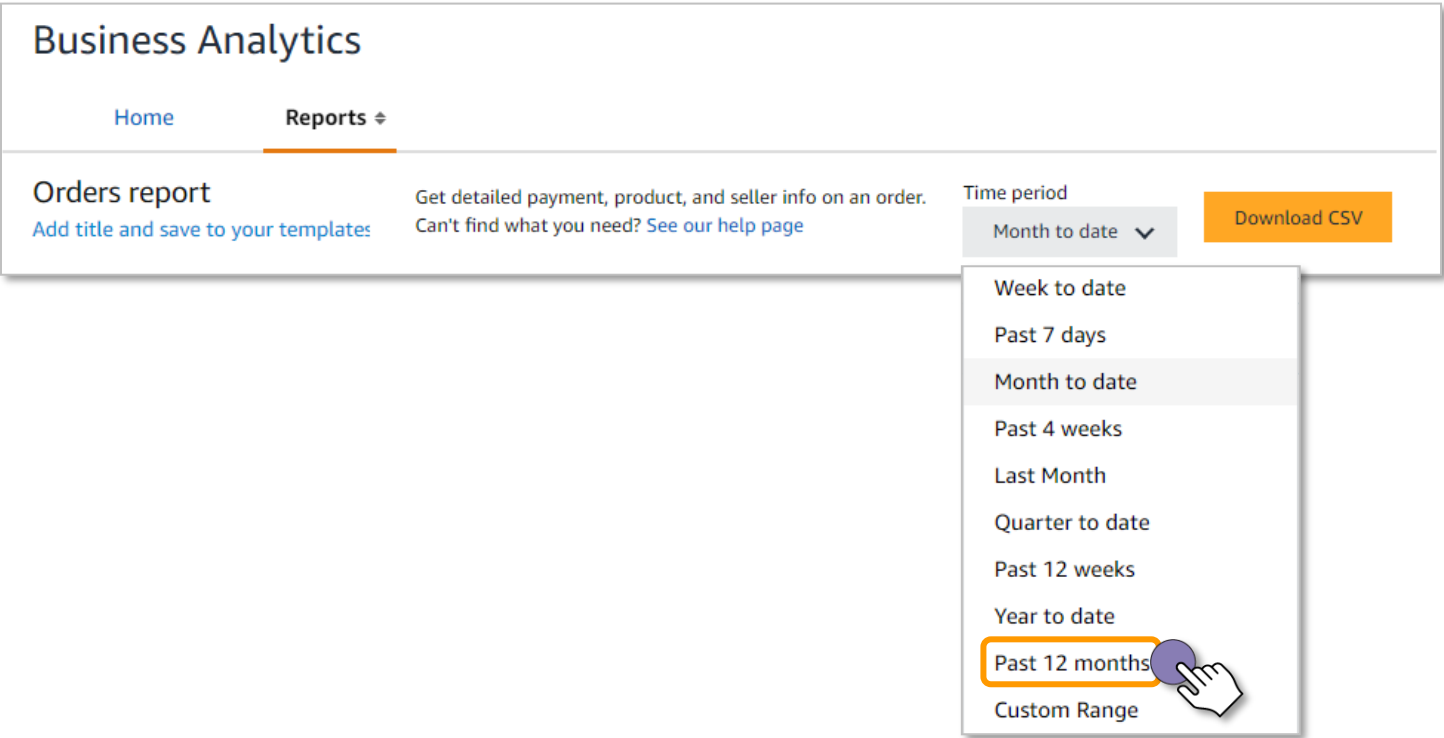 Business Analytics
Home
Reports
Orders report
Add title and save to your templates
Get detailed payment, product, and seller info on an order.
Can't find what you need? See our help page
Time period
Month to date
Download CSV
Week to date
Past 7 days
Month to date
Past 4 weeks
Last Month
Quarter to date
Past 12 weeks
Year to date
Past 12 months
Custom Range